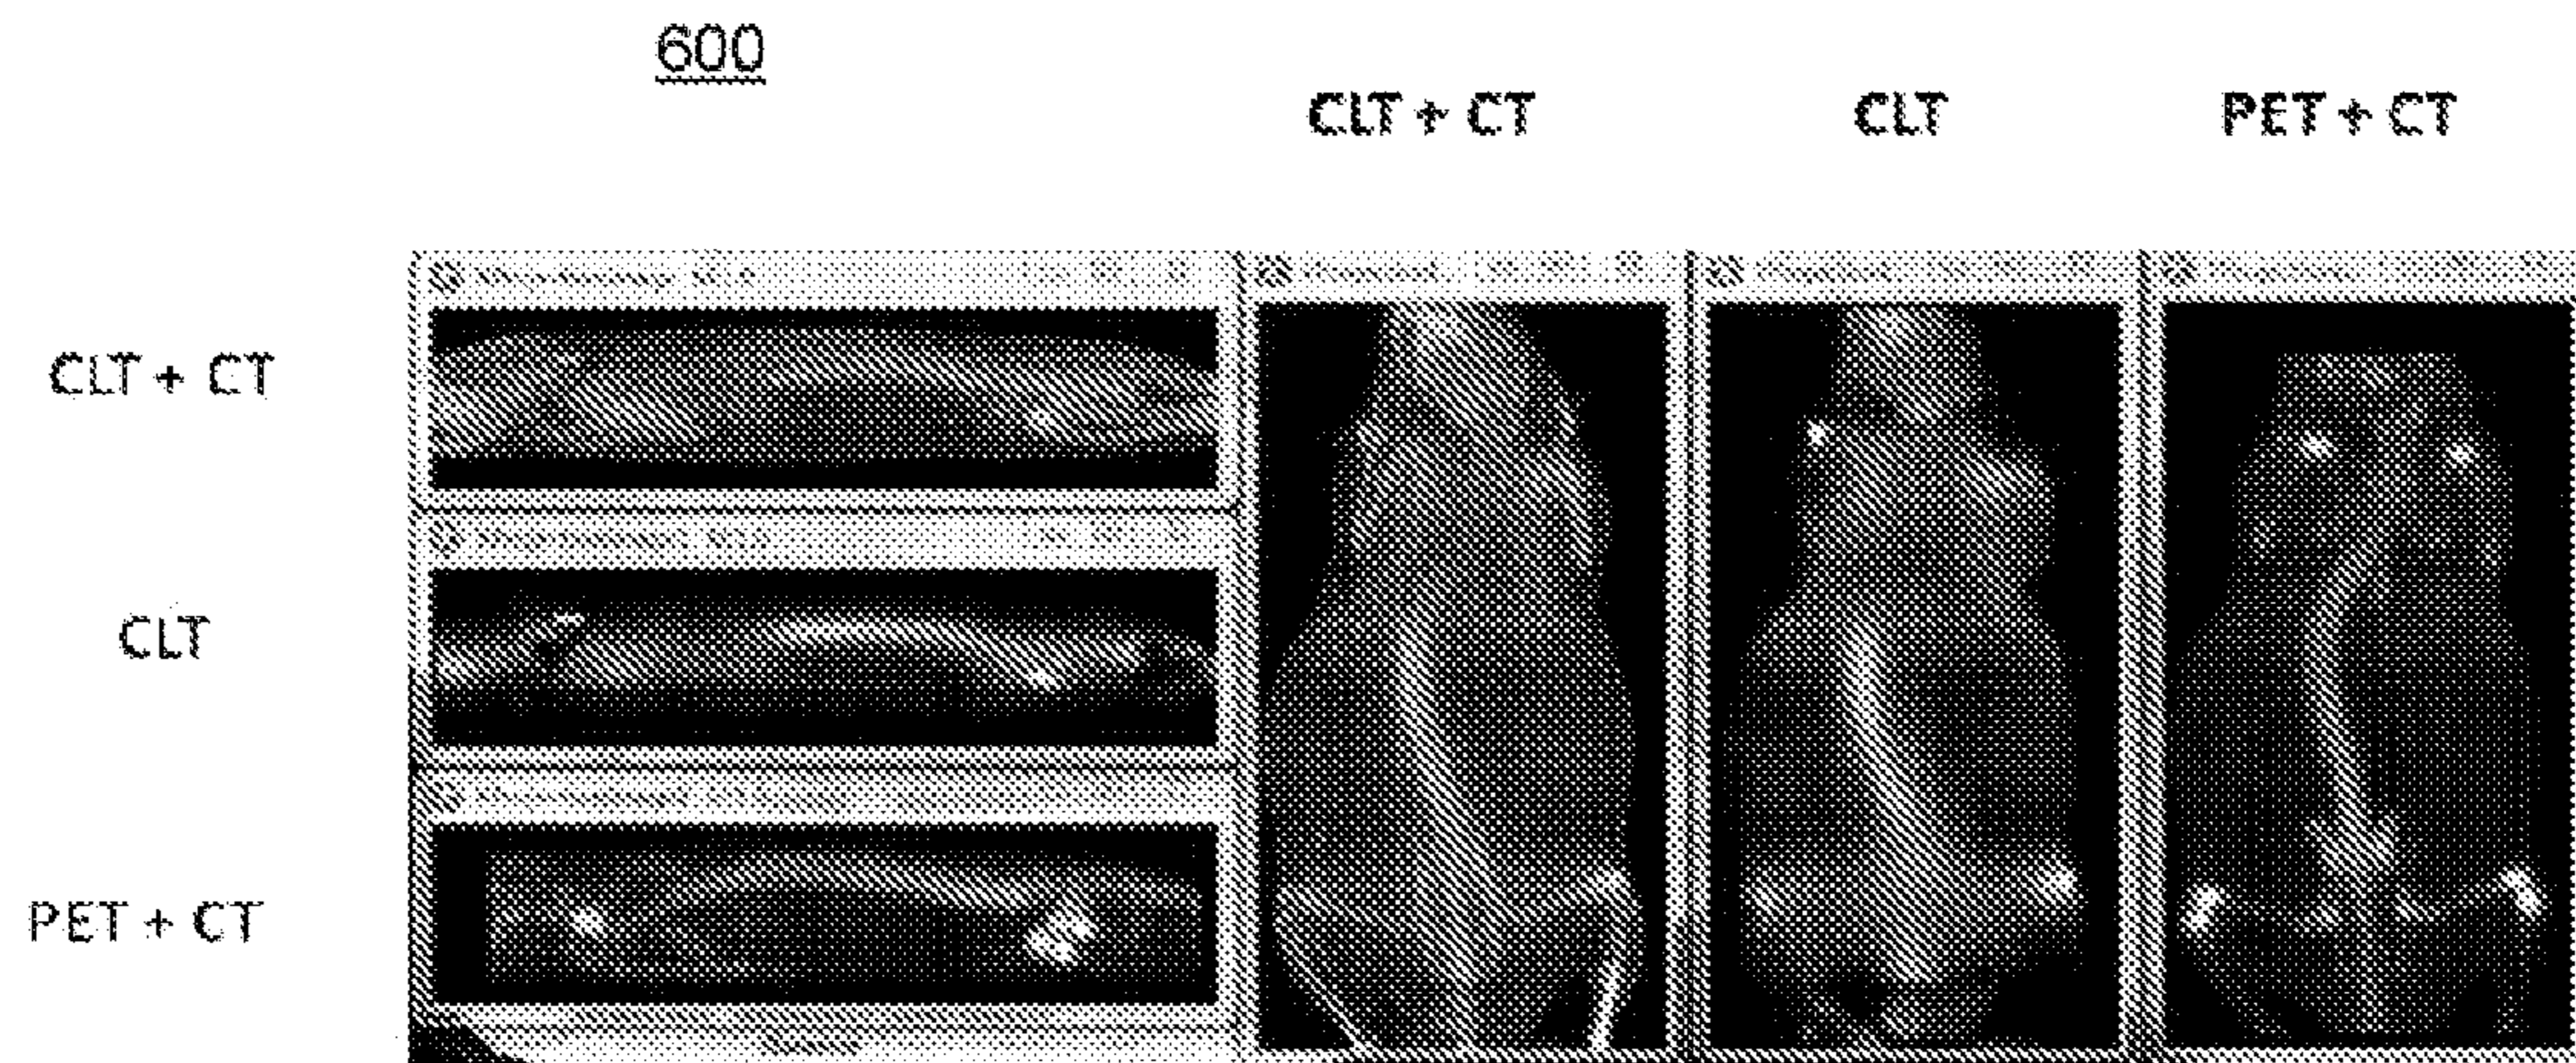 600
CLT + CT CLT PET + CT
CLT + CT
CLT
PET + CT